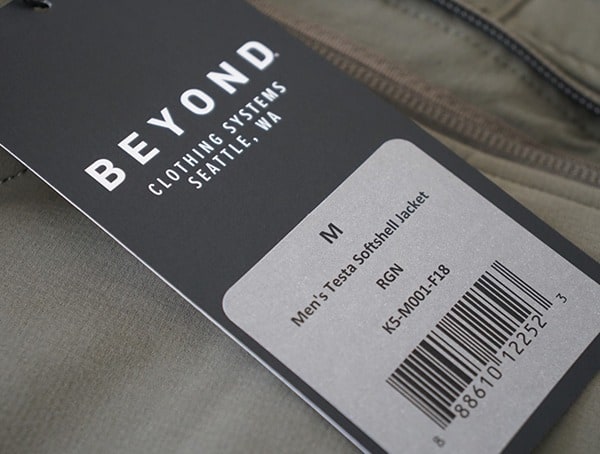 BEYOND.
CLOTHING SYSTEMS
SEATTLE, WA
M
Men's Testa Softshell Jacket
RGN
K5-M001-F18
8 88610 12252 3